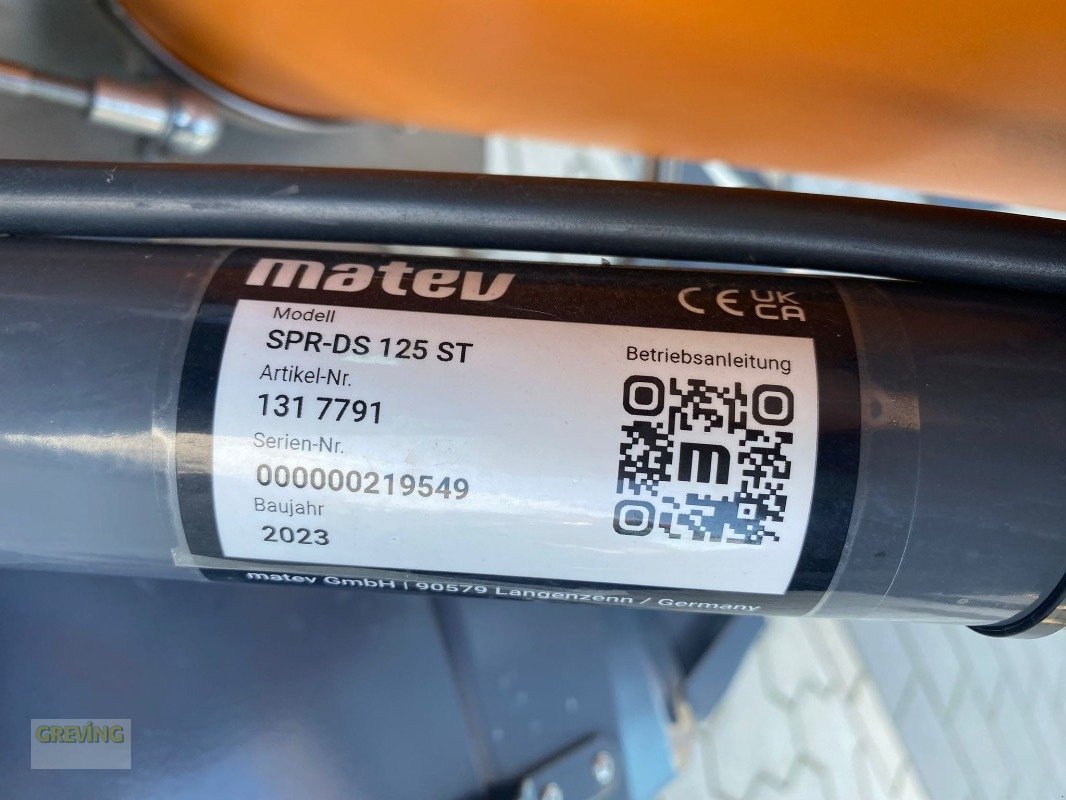 matev
CE UK CA
Modell
SPR-DS 125 ST
Artikel-Nr.
131 7791
Serien-Nr.
000000219549
Baujahr
2023
Betriebsanleitung
m
matev GmbH | 90579 Langenzenn / Germany
GREVING